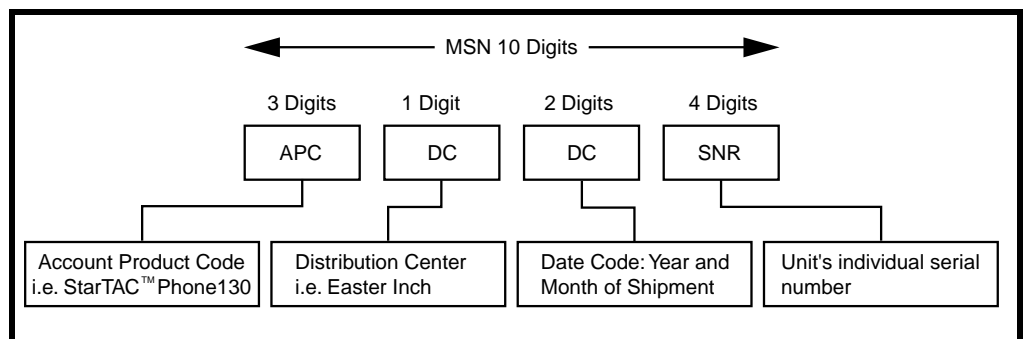 MSN 10 Digits
3 Digits 1 Digit 2 Digits 4 Digits
APC DC DC SNR
Account Product Code
i.e. StarTAC™Phone130
Distribution Center
i.e. Easter Inch
Date Code: Year and
Month of Shipment
Unit's individual serial
number